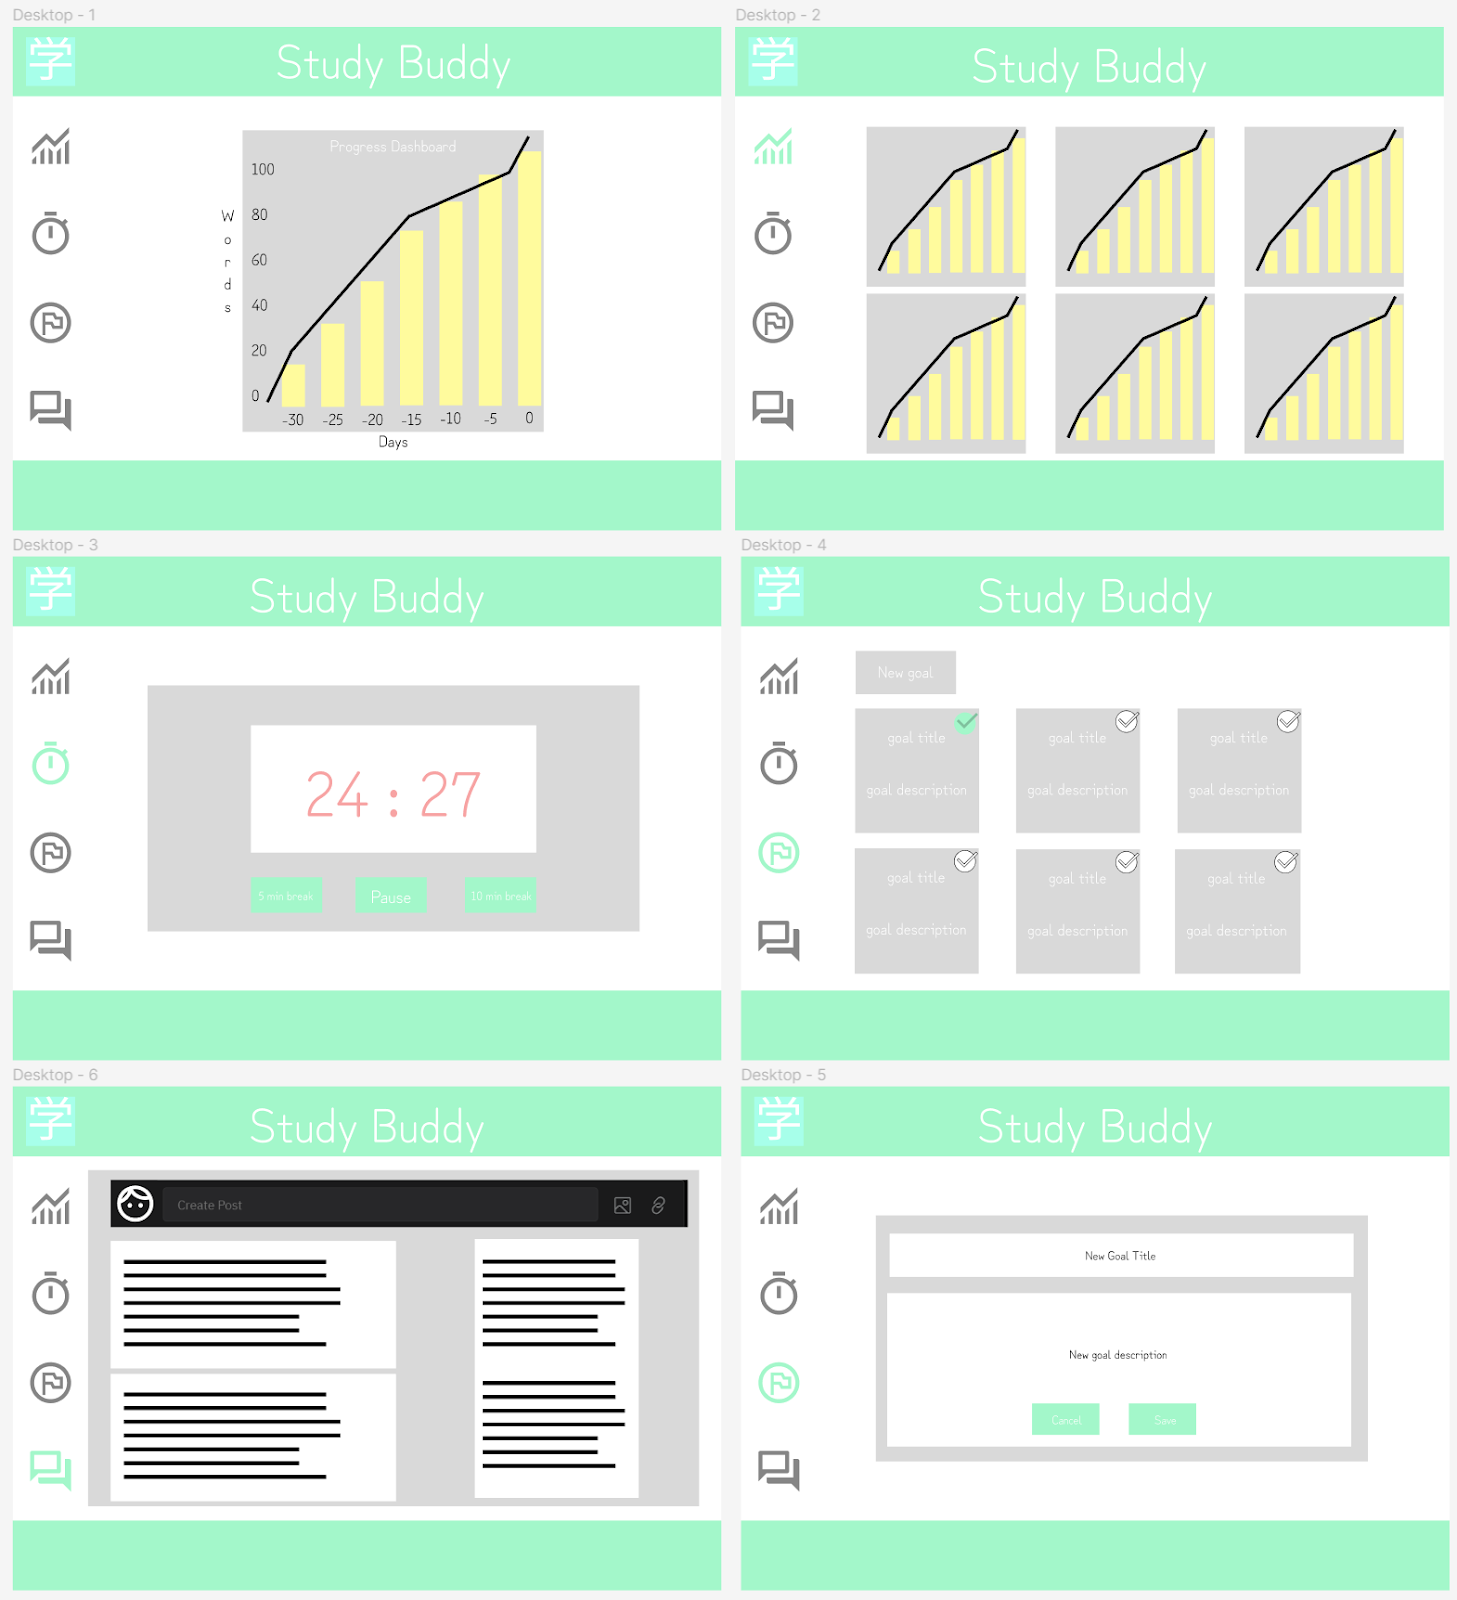 Desktop - 1
学
Study Buddy
Progress Dashboard
100
80
60
40
20
0
W
o
r
d
s
-30 -25 -20 -15 -10 -5 0
Days
Desktop - 2
学
Study Buddy
Desktop - 3
学
Study Buddy
24 : 27
5 min break
Pause
10 min break
Desktop - 4
学
Study Buddy
New goal
goal title
goal description
goal title
goal description
goal title
goal description
goal title
goal description
goal title
goal description
goal title
goal description
Desktop - 6
学
Study Buddy
Create Post
Desktop - 5
学
Study Buddy
New Goal Title
New goal description
Cancel
Save